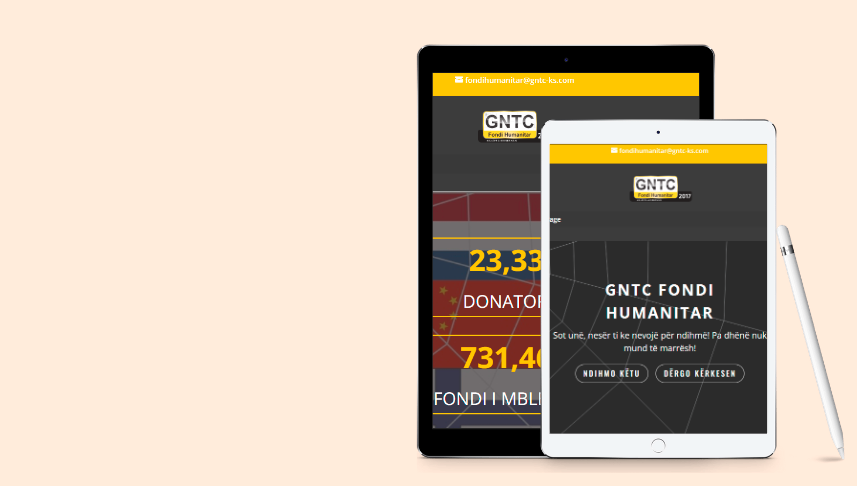 fondihumanitar@gntc-ks.com
GNTC
Fondi Humanitar
23,33
DONATOR
731,46
FONDI I MBLI
fondihumanitar@gntc-ks.com
GNTC
Fondi Humanitar
2017
age
GNTC FONDI
HUMANITAR
Sot unë, nesër ti ke nevojë për ndihmë! Pa dhënë nuk
mund të marrësh!
NDIHMO KËTU DËRGO KËRKESEN